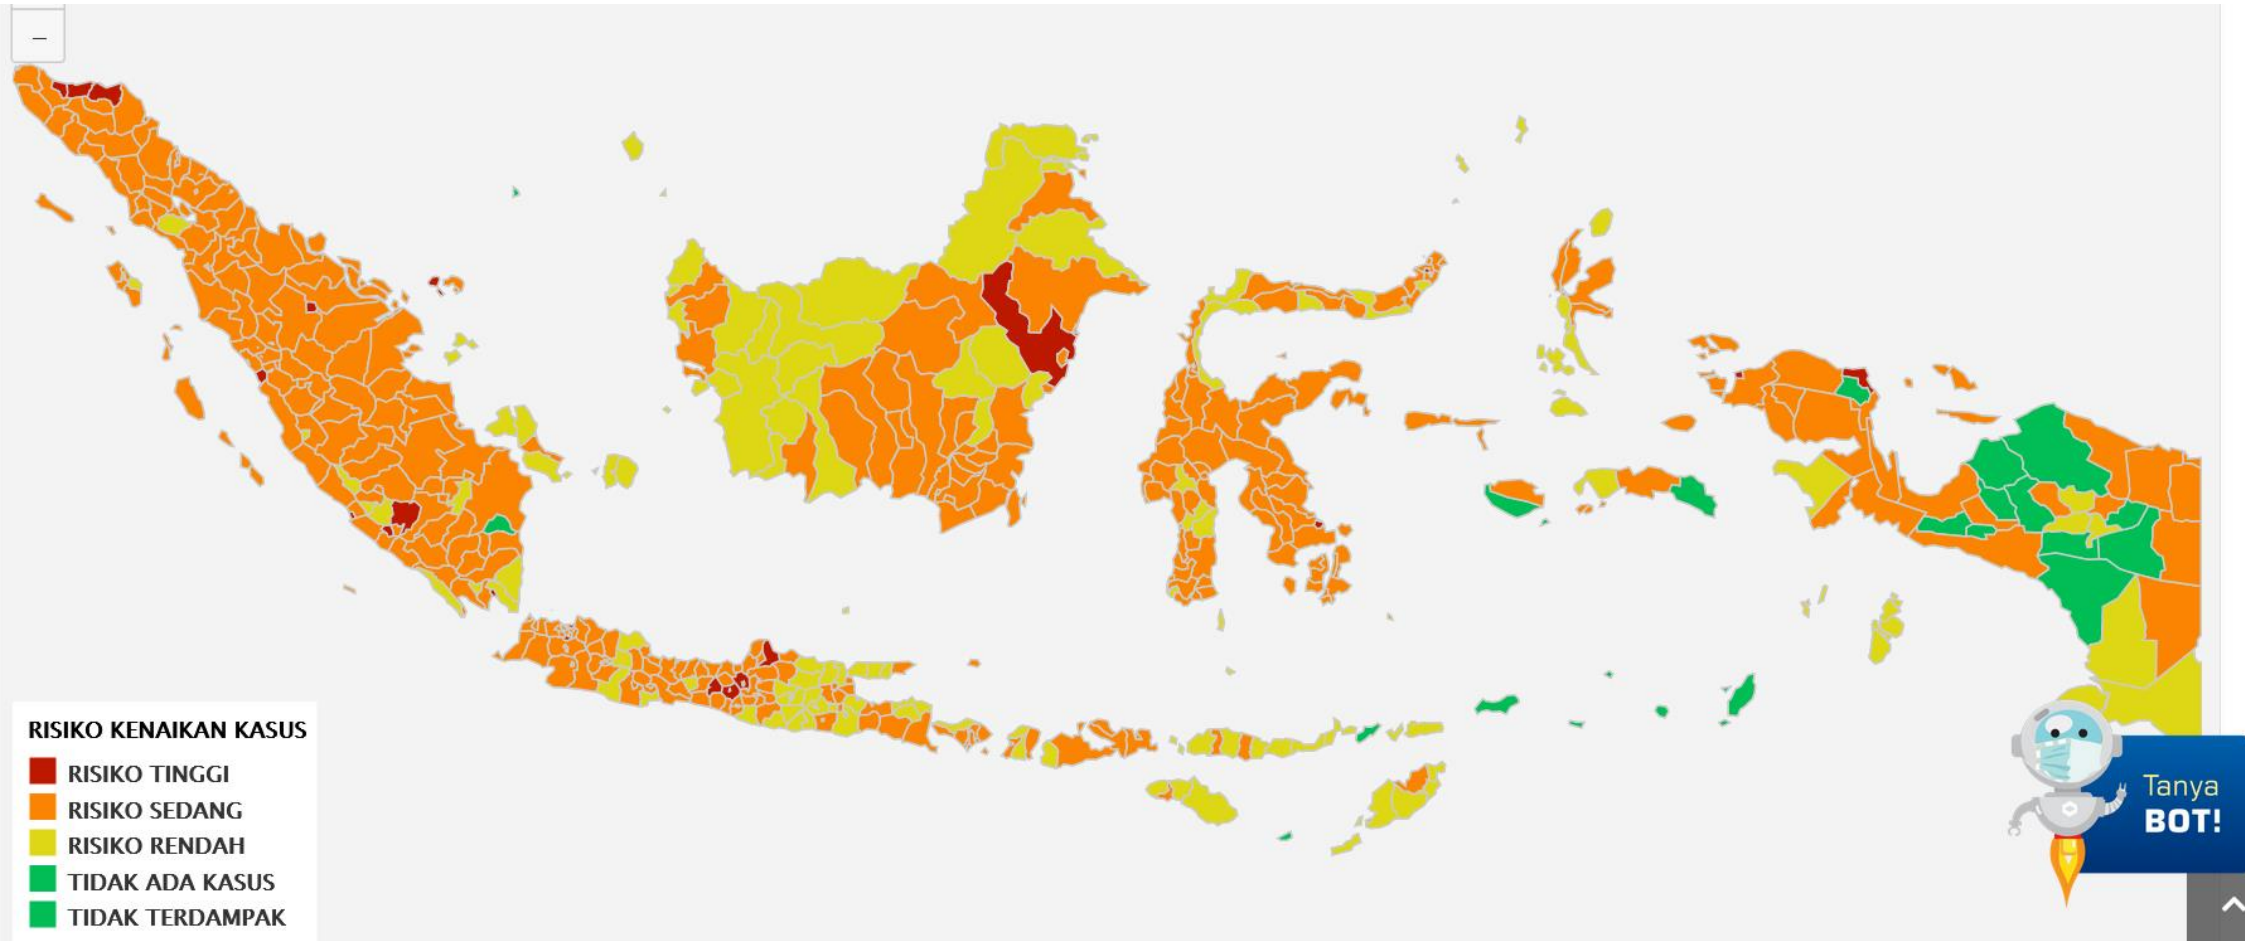 –
RISIKO KENAIKAN KASUS
RISIKO TINGGI
RISIKO SEDANG
RISIKO RENDAH
TIDAK ADA KASUS
TIDAK TERDAMPAK
Tanya
BOT!